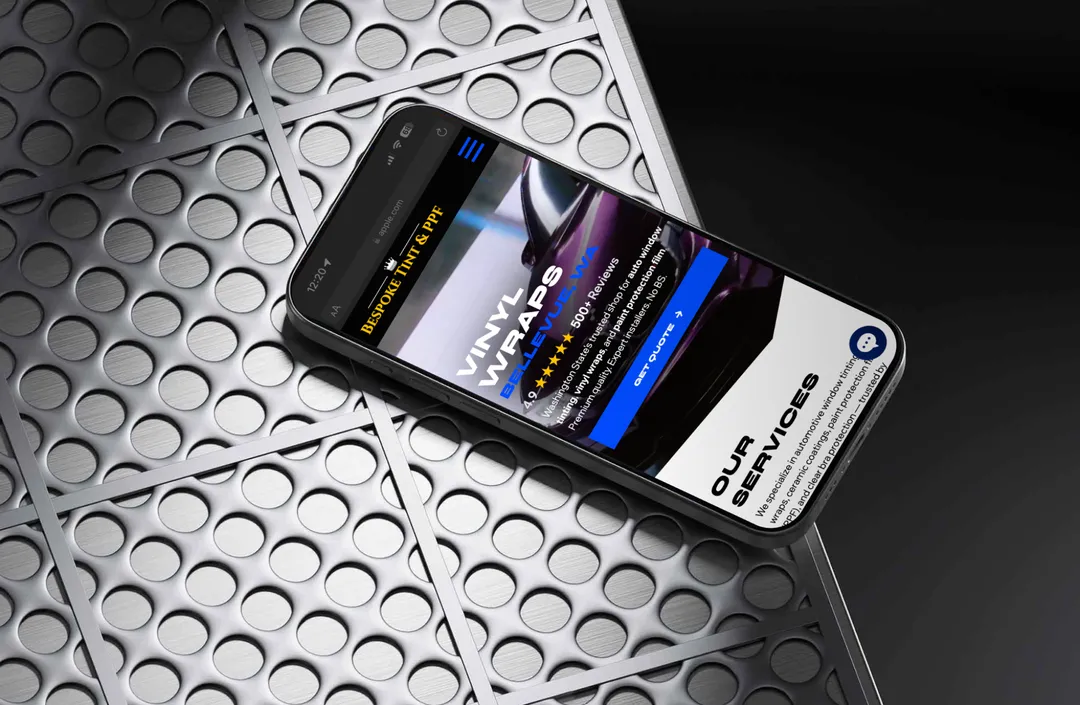 12:20
AA
apple.com
BESPOKE TINT & PPF
VINYL
WRAPS
BELLEVUE, WA
4.9 ★★★★★ 500+ Reviews
Washington State's trusted shop for auto window
tinting, vinyl wraps, and paint protection film.
Premium quality. Expert installers. No BS.
GET QUOTE →
OUR
SERVICES
We specialize in automotive window tinting,
wraps, ceramic coatings, paint protection
(PPF), and clear bra protection — trusted by